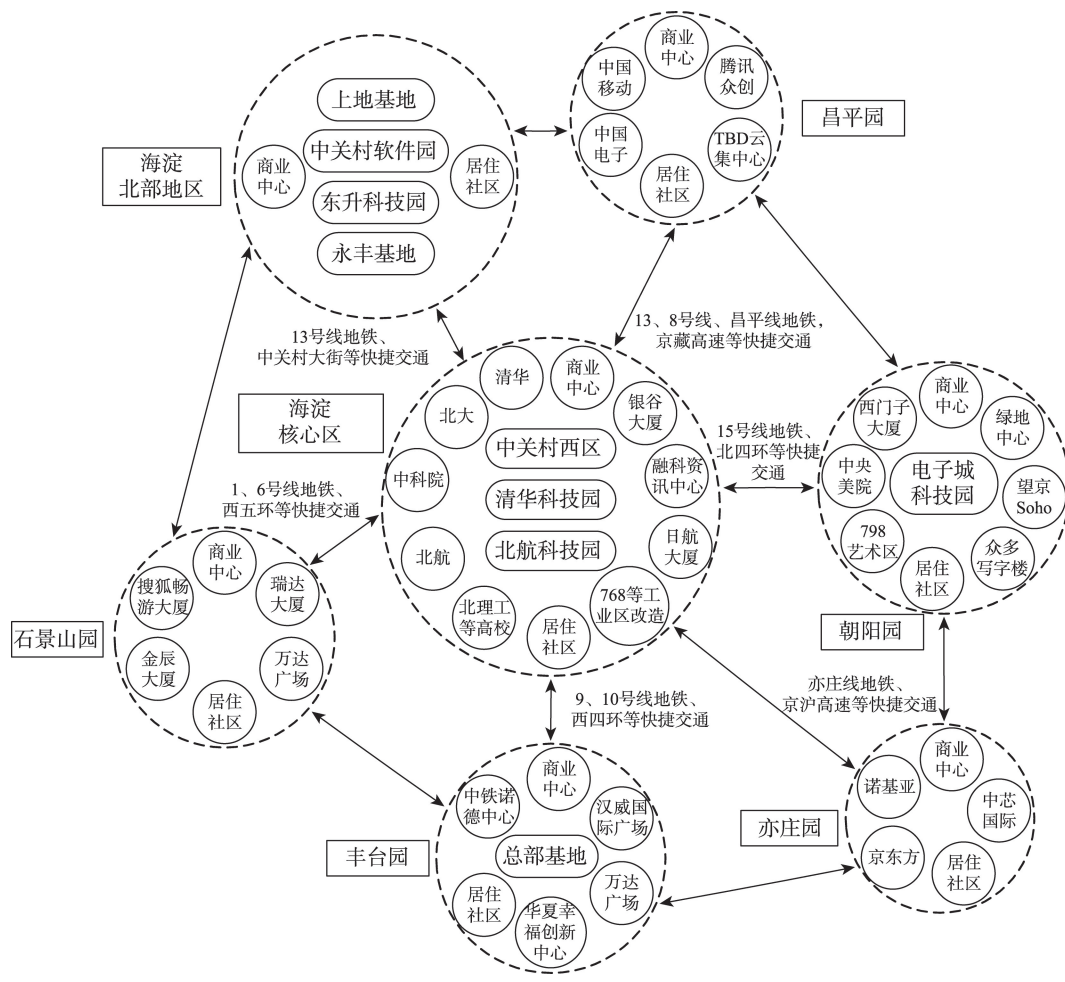 商业
中心
中国
移动
腾讯
众创
中国
电子
TBD云
集中心
居住
社区
昌平园
上地基地
中关村软件园
东升科技园
永丰基地
商业
中心
居住
社区
海淀
北部地区
13号线地铁、
中关村大街等快捷交通
13、8号线、昌平线地铁，
京藏高速等快捷交通
海淀
核心区
清华
商业
中心
北大
银谷
大厦
中关村西区
中科院
融科资
讯中心
清华科技园
北航科技园
北航
日航
大厦
北理工
等高校
768等工
业区改造
居住
社区
15号线地铁、
北四环等快捷
交通
商业
中心
西门子
大厦
绿地
中心
中央
美院
电子城
科技园
望京
Soho
798
艺术区
众多
写字楼
居住
社区
朝阳园
1、6号线地铁、
西五环等快捷交通
商业
中心
搜狐畅
游大厦
瑞达
大厦
金辰
大厦
万达
广场
居住
社区
石景山园
9、10号线地铁、
西四环等快捷交通
亦庄线地铁、
京沪高速等快捷交通
商业
中心
中铁诺
德中心
汉威国
际广场
总部基地
居住
社区
万达
广场
华夏幸
福创新
中心
丰台园
商业
中心
诺基亚
中芯
国际
京东方
居住
社区
亦庄园